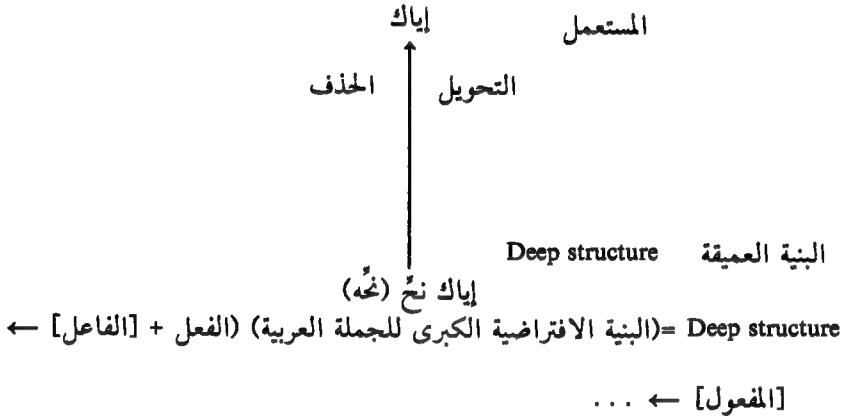 المستعمل إياك
التحويل الحذف
البنية العميقة Deep structure
إياك نحِّ (نحِّه)
Deep structure =(البنية الافتراضية الكبرى للجملة العربية) (الفعل + [الفاعل] ←
[المفعول] ← . . .